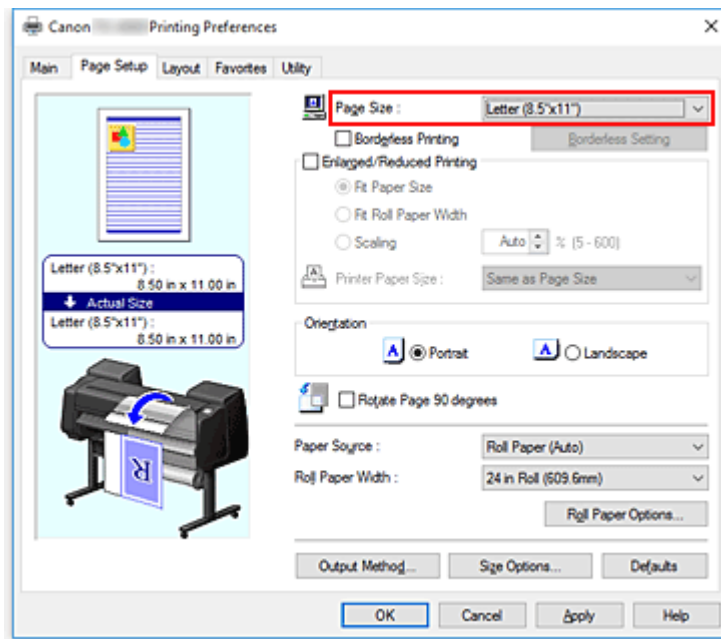 Canon Printing Preferences
Main Page Setup Layout Favorites Utility
Page Size : Letter (8.5"x11")
Borderless Printing Borderless Setting
Enlarged/Reduced Printing
Fit Paper Size
Fit Roll Paper Width
Scaling Auto % (5 - 600)
Printer Paper Size : Same as Page Size
Letter (8.5"x11") :
8.50 in x 11.00 in
Actual Size
Letter (8.5"x11") :
8.50 in x 11.00 in
Orientation
A Portrait A Landscape
Rotate Page 90 degrees
R
Paper Source : Roll Paper (Auto)
Roll Paper Width : 24 in Roll (609.6mm)
Roll Paper Options...
Output Method... Size Options... Defaults
OK Cancel Apply Help